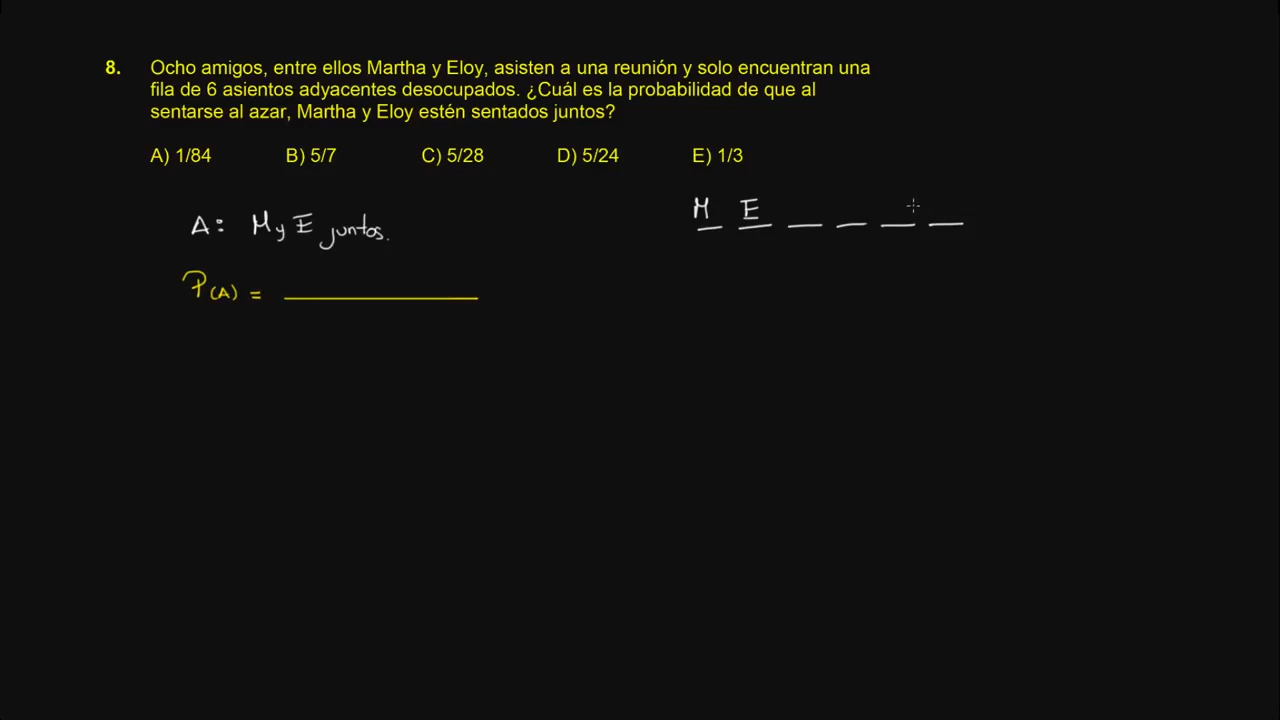 8. Ocho amigos, entre ellos Martha y Eloy, asisten a una reunión y solo encuentran una
fila de 6 asientos adyacentes desocupados. ¿Cuál es la probabilidad de que al
sentarse al azar, Martha y Eloy estén sentados juntos?
A) 1/84 B) 5/7 C) 5/28 D) 5/24 E) 1/3
M E
A: M y E juntos.
P(A) =